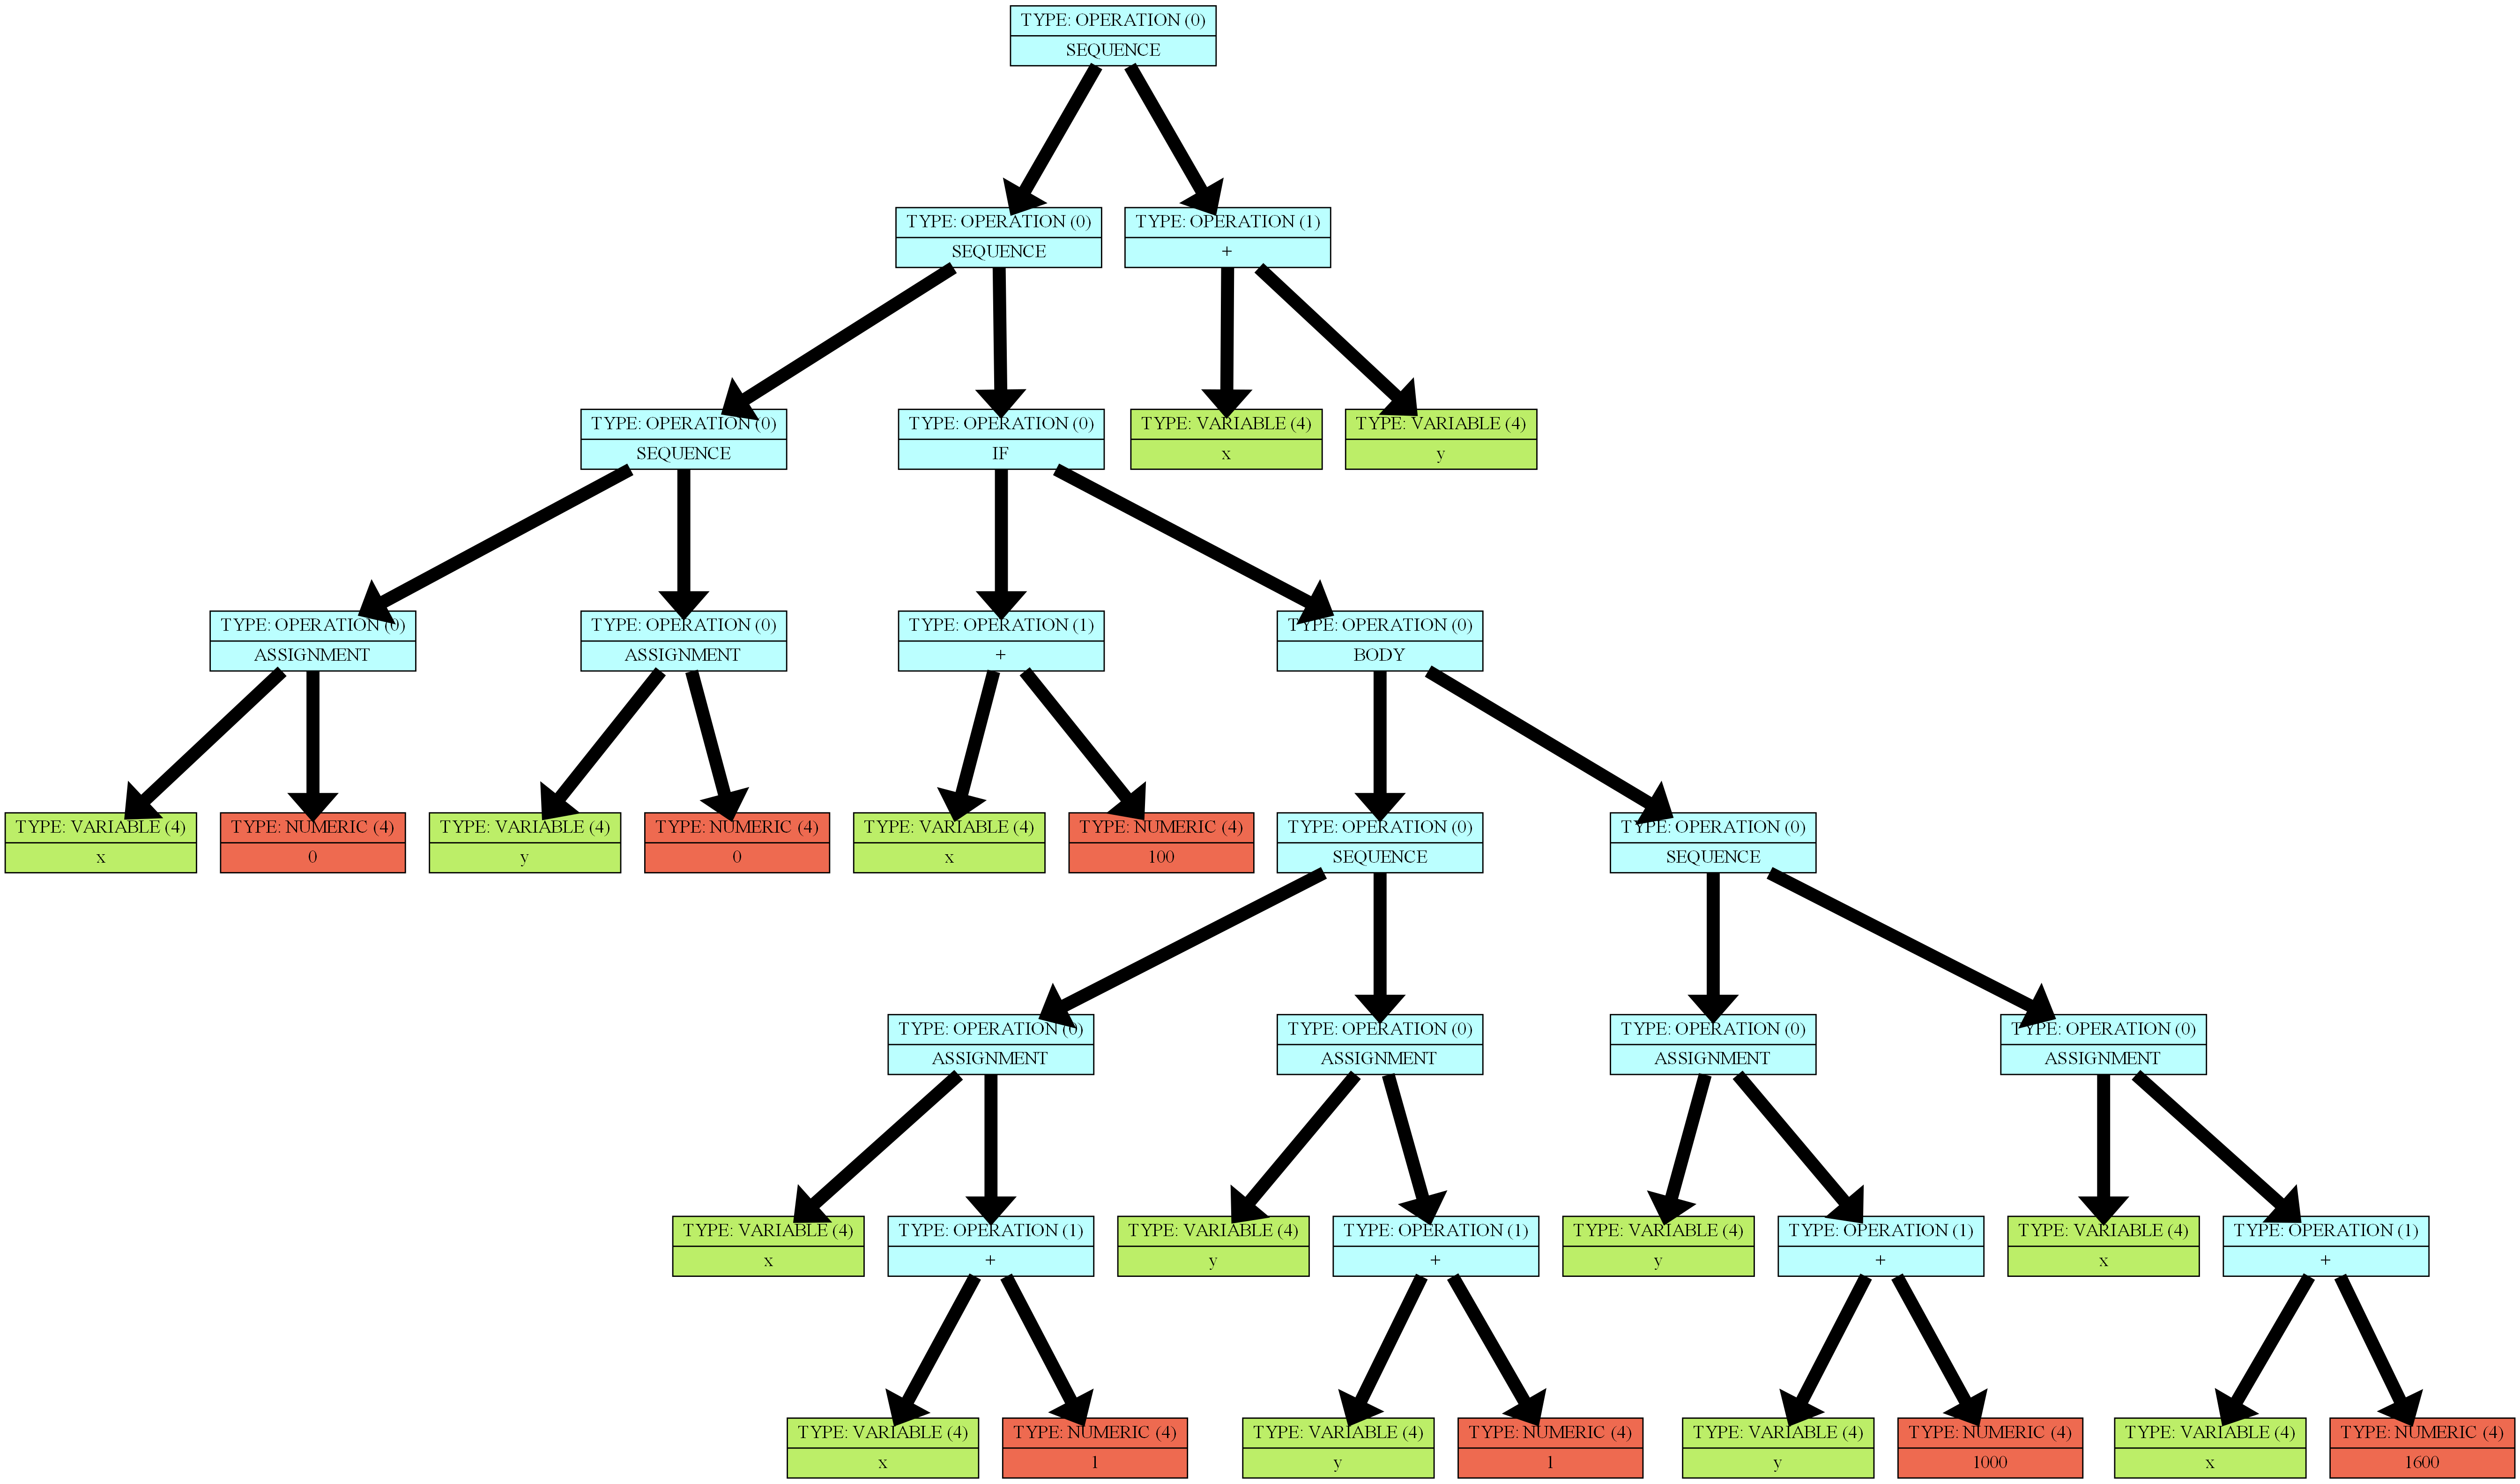 TYPE: OPERATION (0)
SEQUENCE
TYPE: OPERATION (0)
SEQUENCE
TYPE: OPERATION (1)
+
TYPE: OPERATION (0)
SEQUENCE
TYPE: OPERATION (0)
IF
TYPE: VARIABLE (4)
x
TYPE: VARIABLE (4)
y
TYPE: OPERATION (0)
ASSIGNMENT
TYPE: OPERATION (0)
ASSIGNMENT
TYPE: OPERATION (1)
+
TYPE: OPERATION (0)
BODY
TYPE: VARIABLE (4)
x
TYPE: NUMERIC (4)
0
TYPE: VARIABLE (4)
y
TYPE: NUMERIC (4)
0
TYPE: VARIABLE (4)
x
TYPE: NUMERIC (4)
100
TYPE: OPERATION (0)
SEQUENCE
TYPE: OPERATION (0)
SEQUENCE
TYPE: OPERATION (0)
ASSIGNMENT
TYPE: OPERATION (0)
ASSIGNMENT
TYPE: OPERATION (0)
ASSIGNMENT
TYPE: OPERATION (0)
ASSIGNMENT
TYPE: VARIABLE (4)
x
TYPE: OPERATION (1)
+
TYPE: VARIABLE (4)
y
TYPE: OPERATION (1)
+
TYPE: VARIABLE (4)
y
TYPE: OPERATION (1)
+
TYPE: VARIABLE (4)
x
TYPE: OPERATION (1)
+
TYPE: VARIABLE (4)
x
TYPE: NUMERIC (4)
1
TYPE: VARIABLE (4)
y
TYPE: NUMERIC (4)
1
TYPE: VARIABLE (4)
y
TYPE: NUMERIC (4)
1000
TYPE: VARIABLE (4)
x
TYPE: NUMERIC (4)
1600